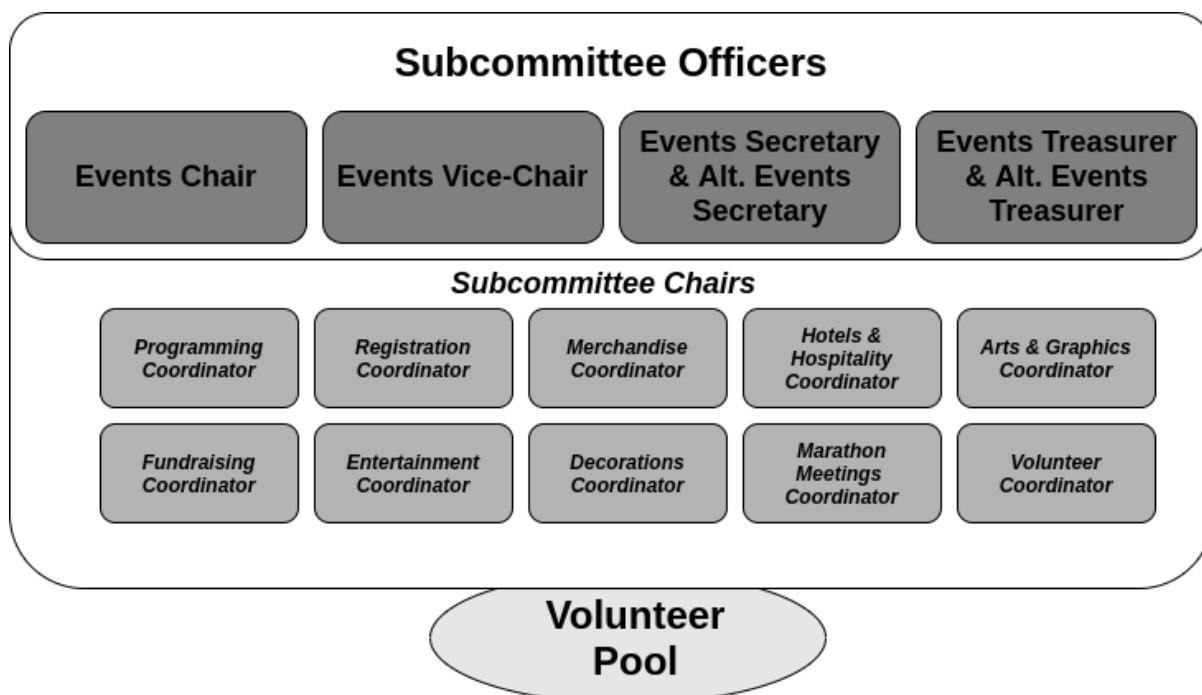 Subcommittee Officers
Events Chair
Events Vice-Chair
Events Secretary
& Alt. Events
Secretary
Events Treasurer
& Alt. Events
Treasurer
Subcommittee Chairs
Programming
Coordinator
Registration
Coordinator
Merchandise
Coordinator
Hotels &
Hospitality
Coordinator
Arts & Graphics
Coordinator
Fundraising
Coordinator
Entertainment
Coordinator
Decorations
Coordinator
Marathon
Meetings
Coordinator
Volunteer
Coordinator
Volunteer
Pool